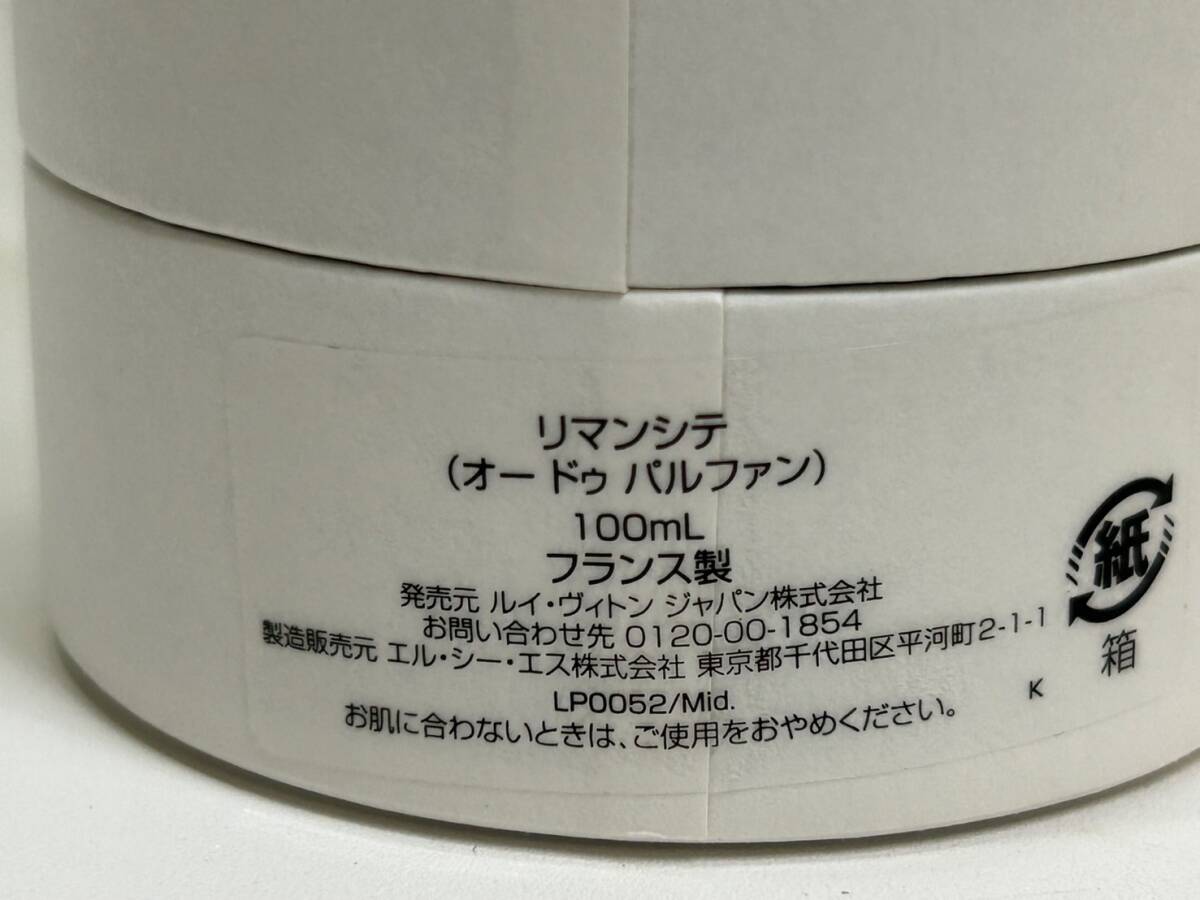 リマンシテ
(オー ドゥ パルファン)
100mL
フランス製
発売元 ルイ・ヴィトン ジャパン株式会社
お問い合わせ先 0120-00-1854
製造販売元 エル・シー・エス株式会社 東京都千代田区平河町2-1-1
LP0052/Mid.
K
お肌に合わないときは、ご使用をおやめください。
紙
箱